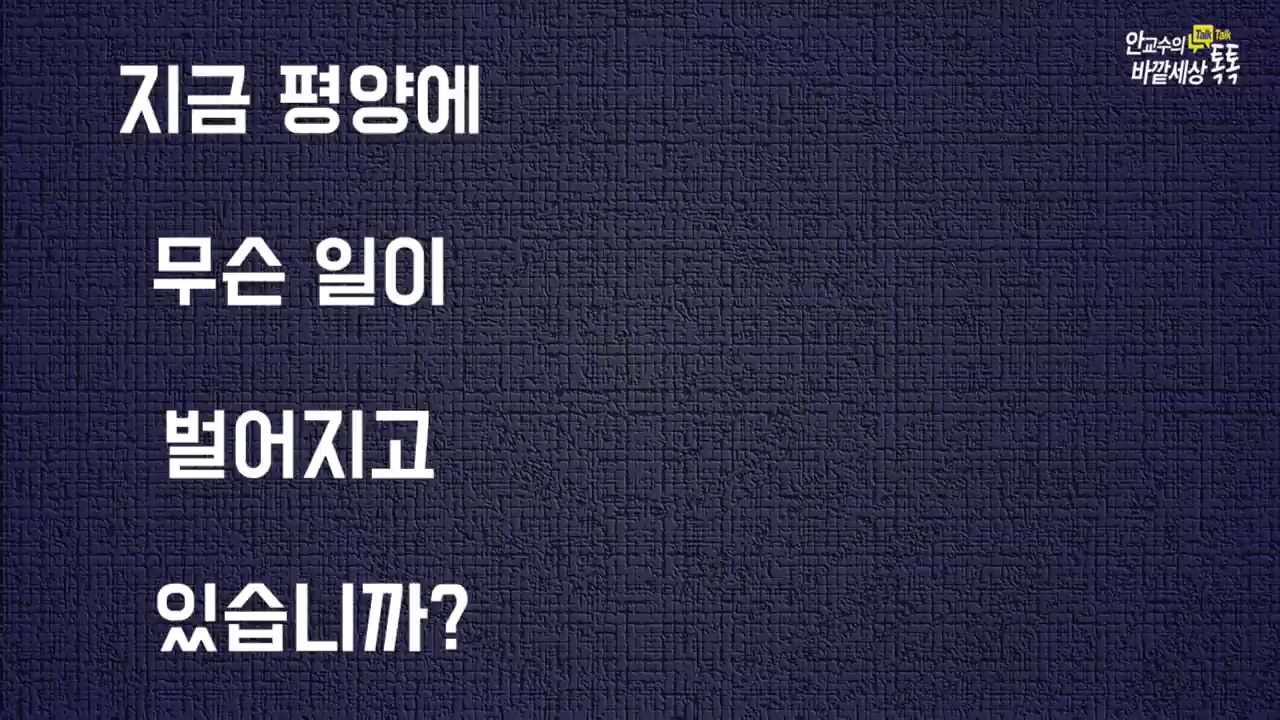 지금 평양에
무슨 일이
벌어지고
있습니까?
안교수의 Talk Talk
바깥세상 톡톡